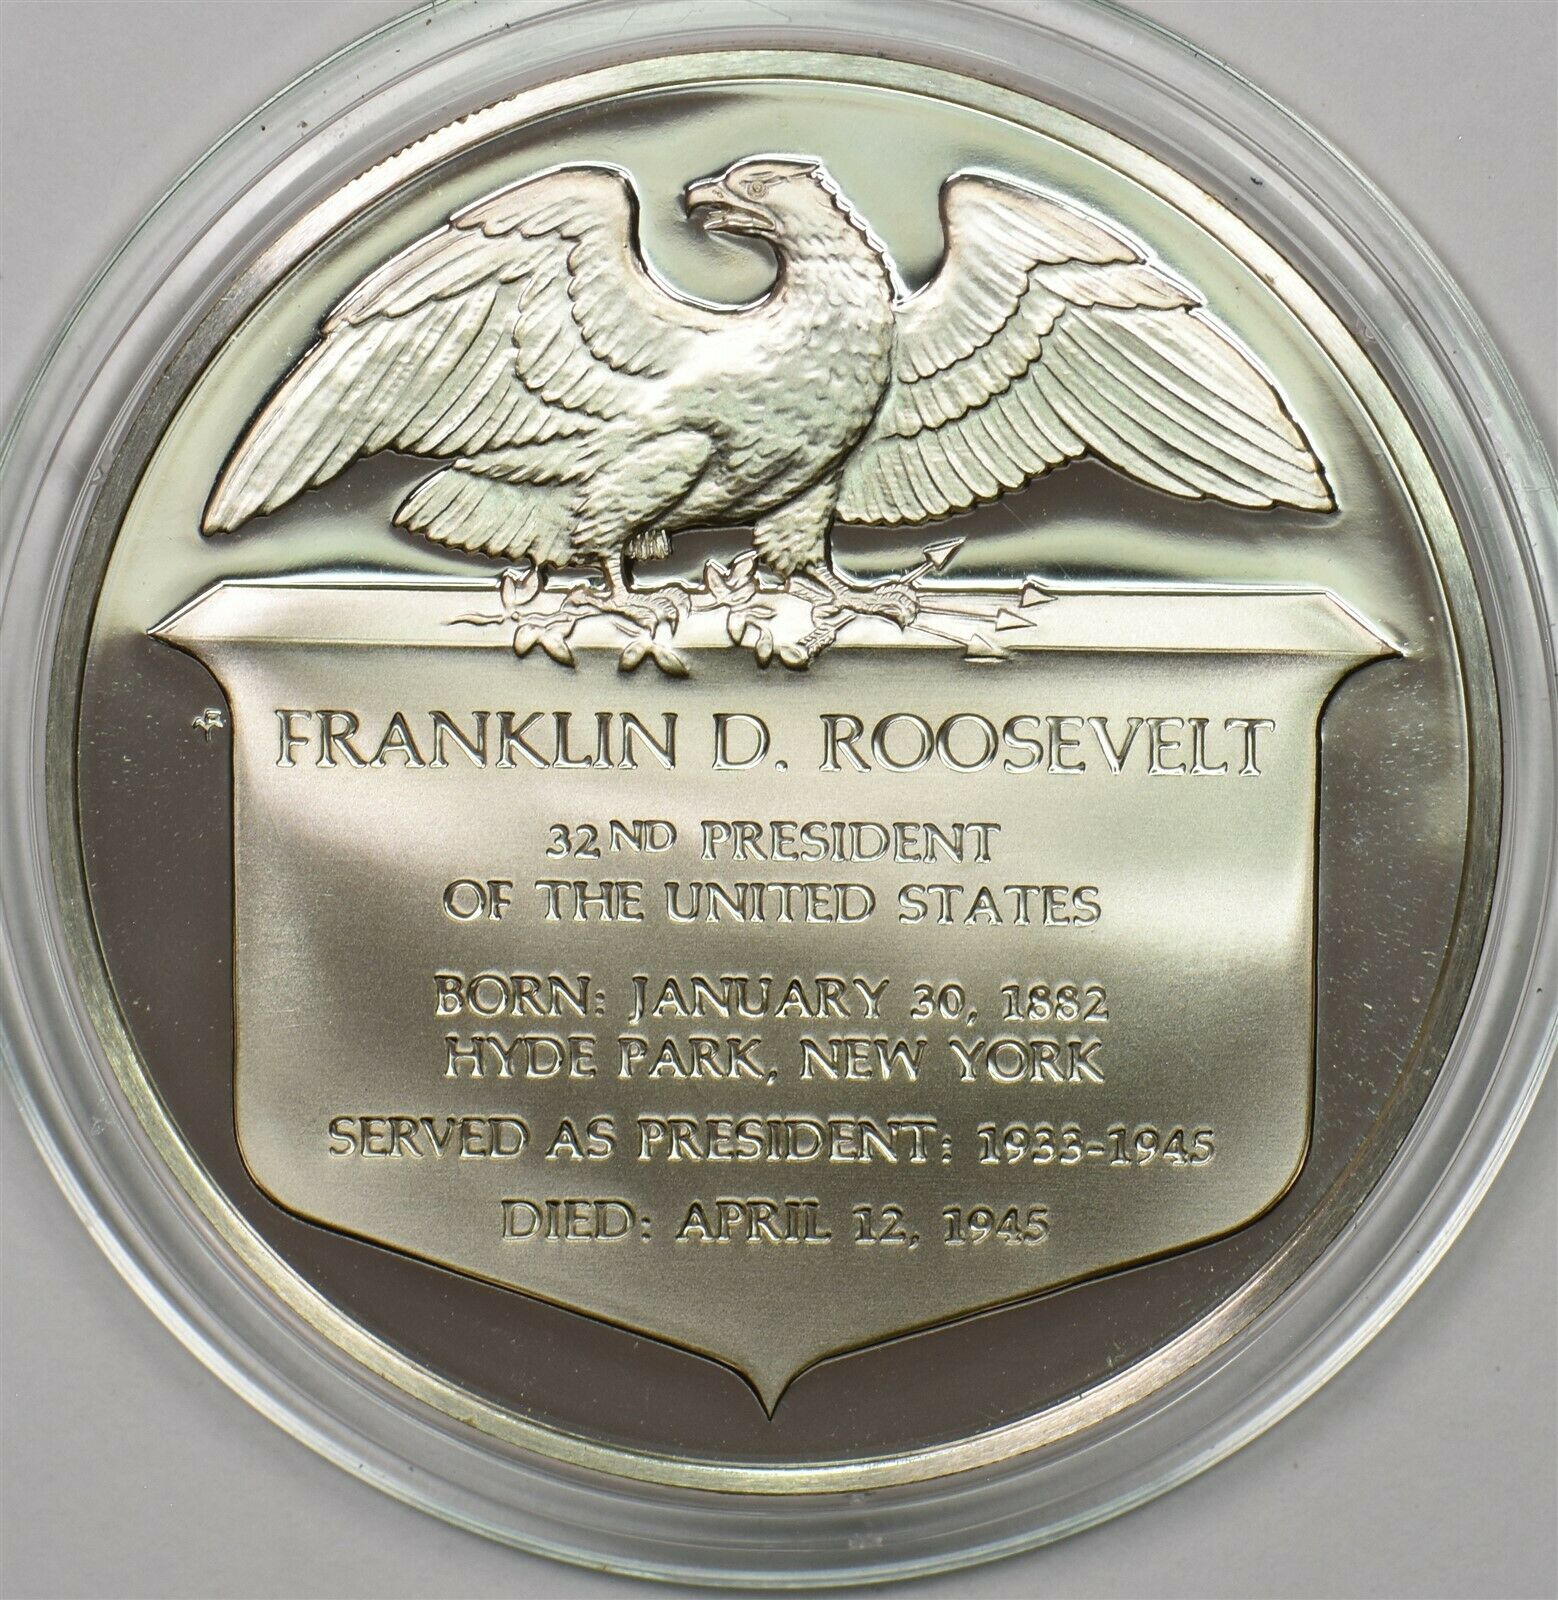 FRANKLIN D. ROOSEVELT
32ND PRESIDENT
OF THE UNITED STATES
BORN: JANUARY 30, 1882
HYDE PARK, NEW YORK
SERVED AS PRESIDENT: 1933-1945
DIED: APRIL 12, 1945